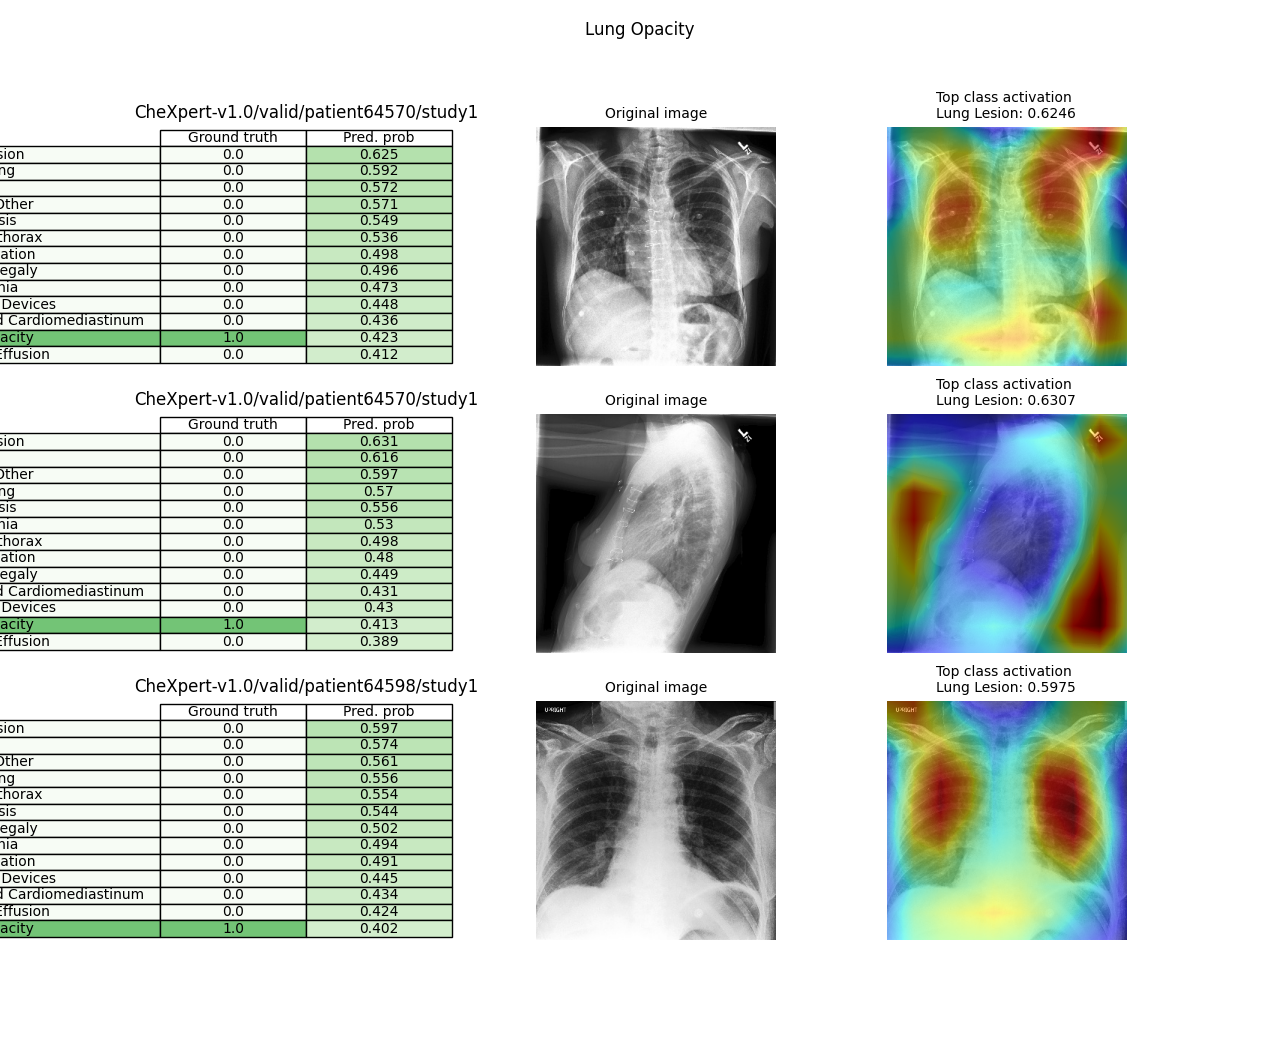 Lung Opacity
CheXpert-v1.0/valid/patient64570/study1
Ground truth Pred. prob
sion 0.0 0.625
ng 0.0 0.592
0.0 0.572
Other 0.0 0.571
sis 0.0 0.549
thorax 0.0 0.536
ation 0.0 0.498
egaly 0.0 0.496
nia 0.0 0.473
Devices 0.0 0.448
d Cardiomediastinum 0.0 0.436
acity 1.0 0.423
Effusion 0.0 0.412
Original image
Top class activation
Lung Lesion: 0.6246
CheXpert-v1.0/valid/patient64570/study1
Ground truth Pred. prob
sion 0.0 0.631
0.0 0.616
Other 0.0 0.597
ng 0.0 0.57
sis 0.0 0.556
nia 0.0 0.53
thorax 0.0 0.498
ation 0.0 0.48
egaly 0.0 0.449
d Cardiomediastinum 0.0 0.431
Devices 0.0 0.43
acity 1.0 0.413
Effusion 0.0 0.389
Original image
Top class activation
Lung Lesion: 0.6307
CheXpert-v1.0/valid/patient64598/study1
Ground truth Pred. prob
sion 0.0 0.597
0.0 0.574
Other 0.0 0.561
ng 0.0 0.556
thorax 0.0 0.554
sis 0.0 0.544
egaly 0.0 0.502
nia 0.0 0.494
ation 0.0 0.491
Devices 0.0 0.445
d Cardiomediastinum 0.0 0.434
Effusion 0.0 0.424
acity 1.0 0.402
Original image
UPRIGHT
Top class activation
Lung Lesion: 0.5975
UPRIGHT